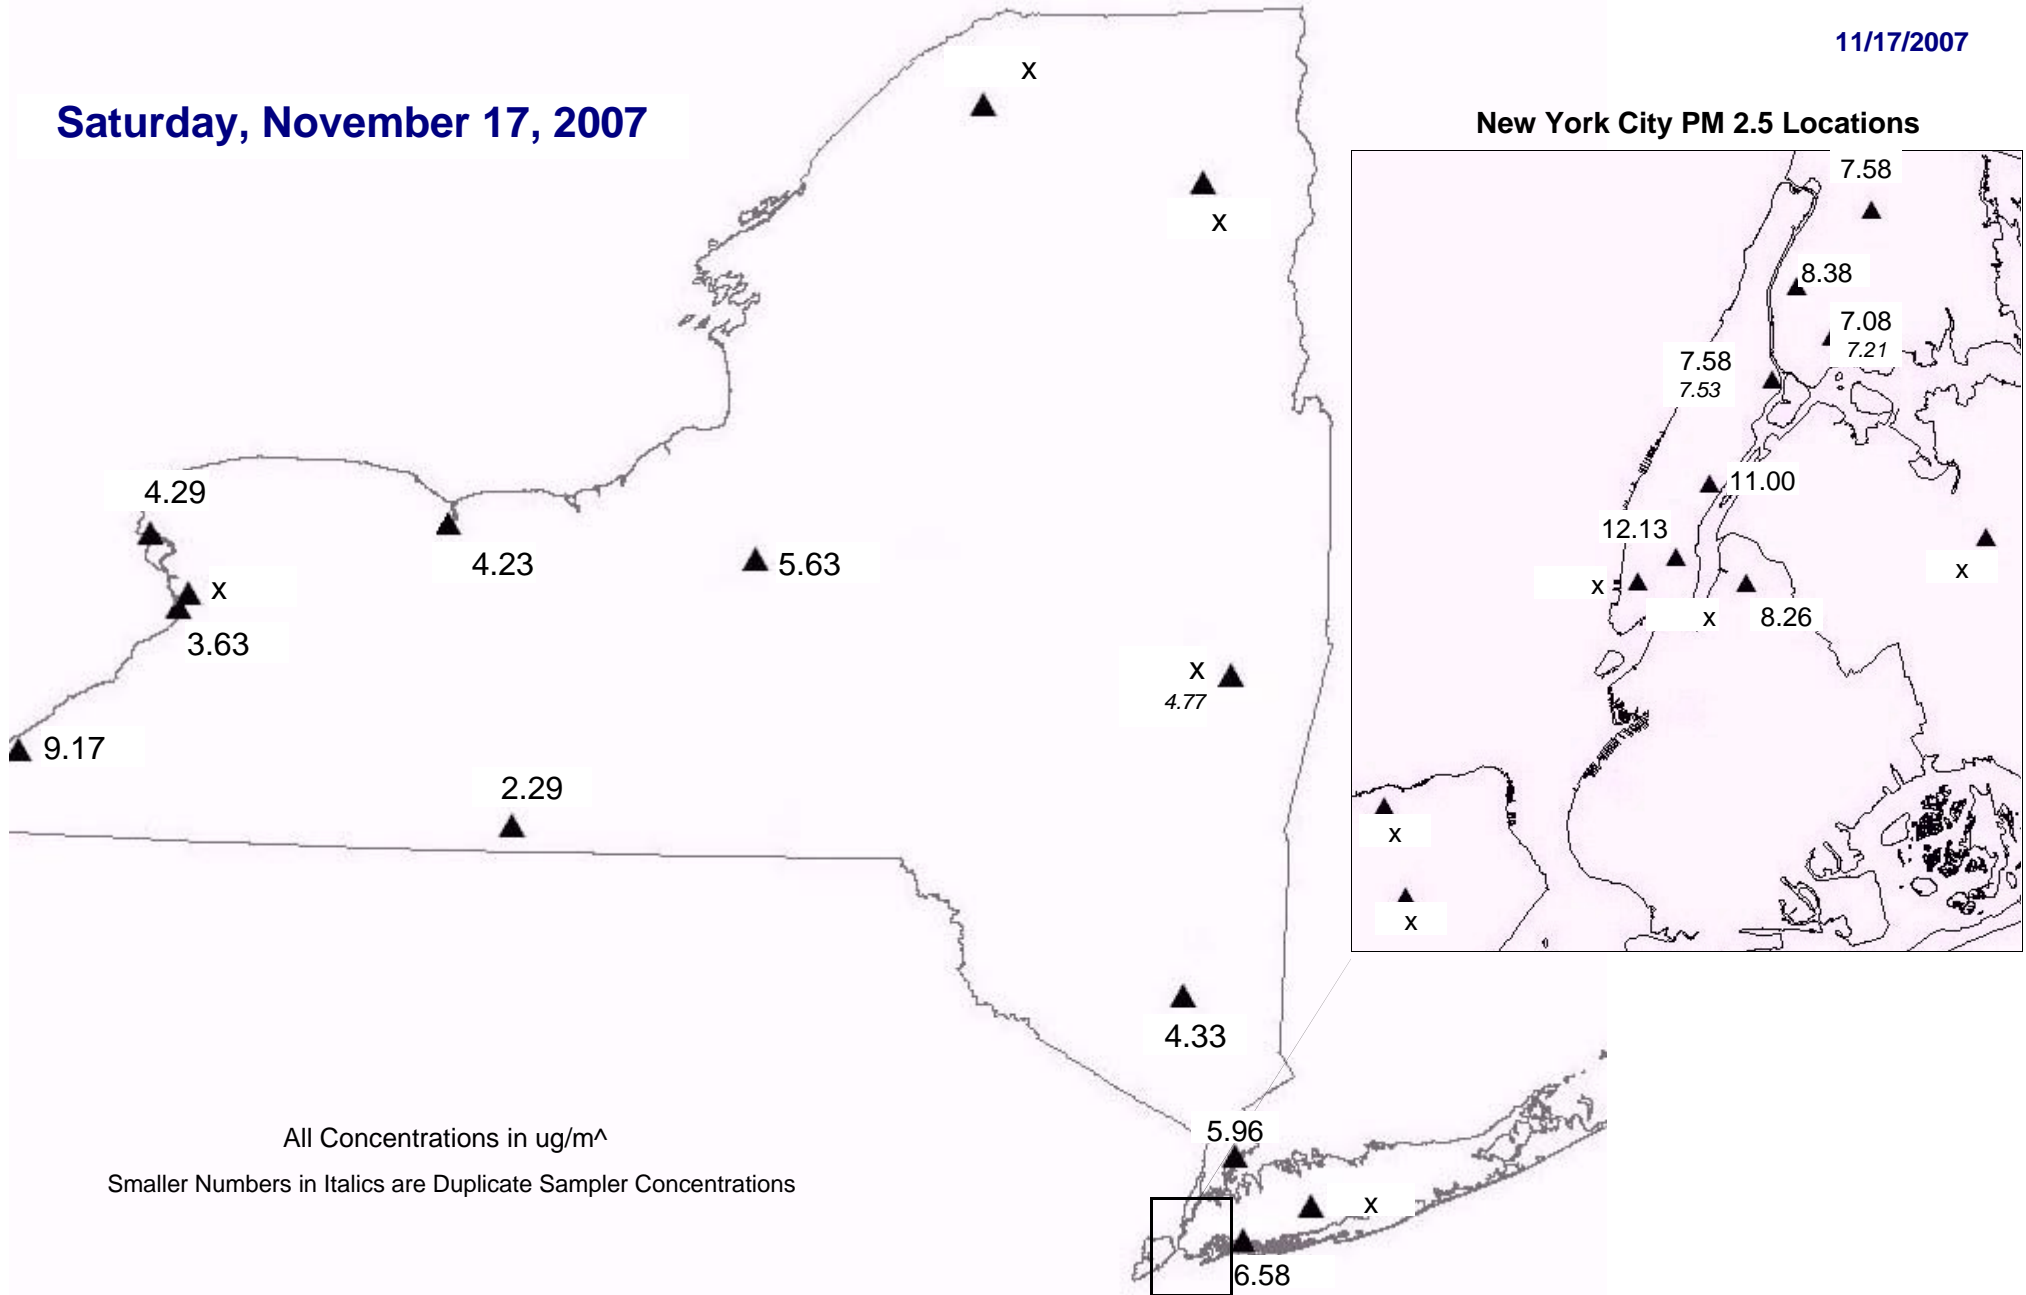 11/17/2007
Saturday, November 17, 2007
New York City PM 2.5 Locations
x
x
4.29
4.23
5.63
x
3.63
x
4.77
9.17
2.29
4.33
5.96
x
6.58
7.58
8.38
7.08
7.21
7.58
7.53
11.00
12.13
x
x
8.26
x
x
x
All Concentrations in ug/m^
Smaller Numbers in Italics are Duplicate Sampler Concentrations